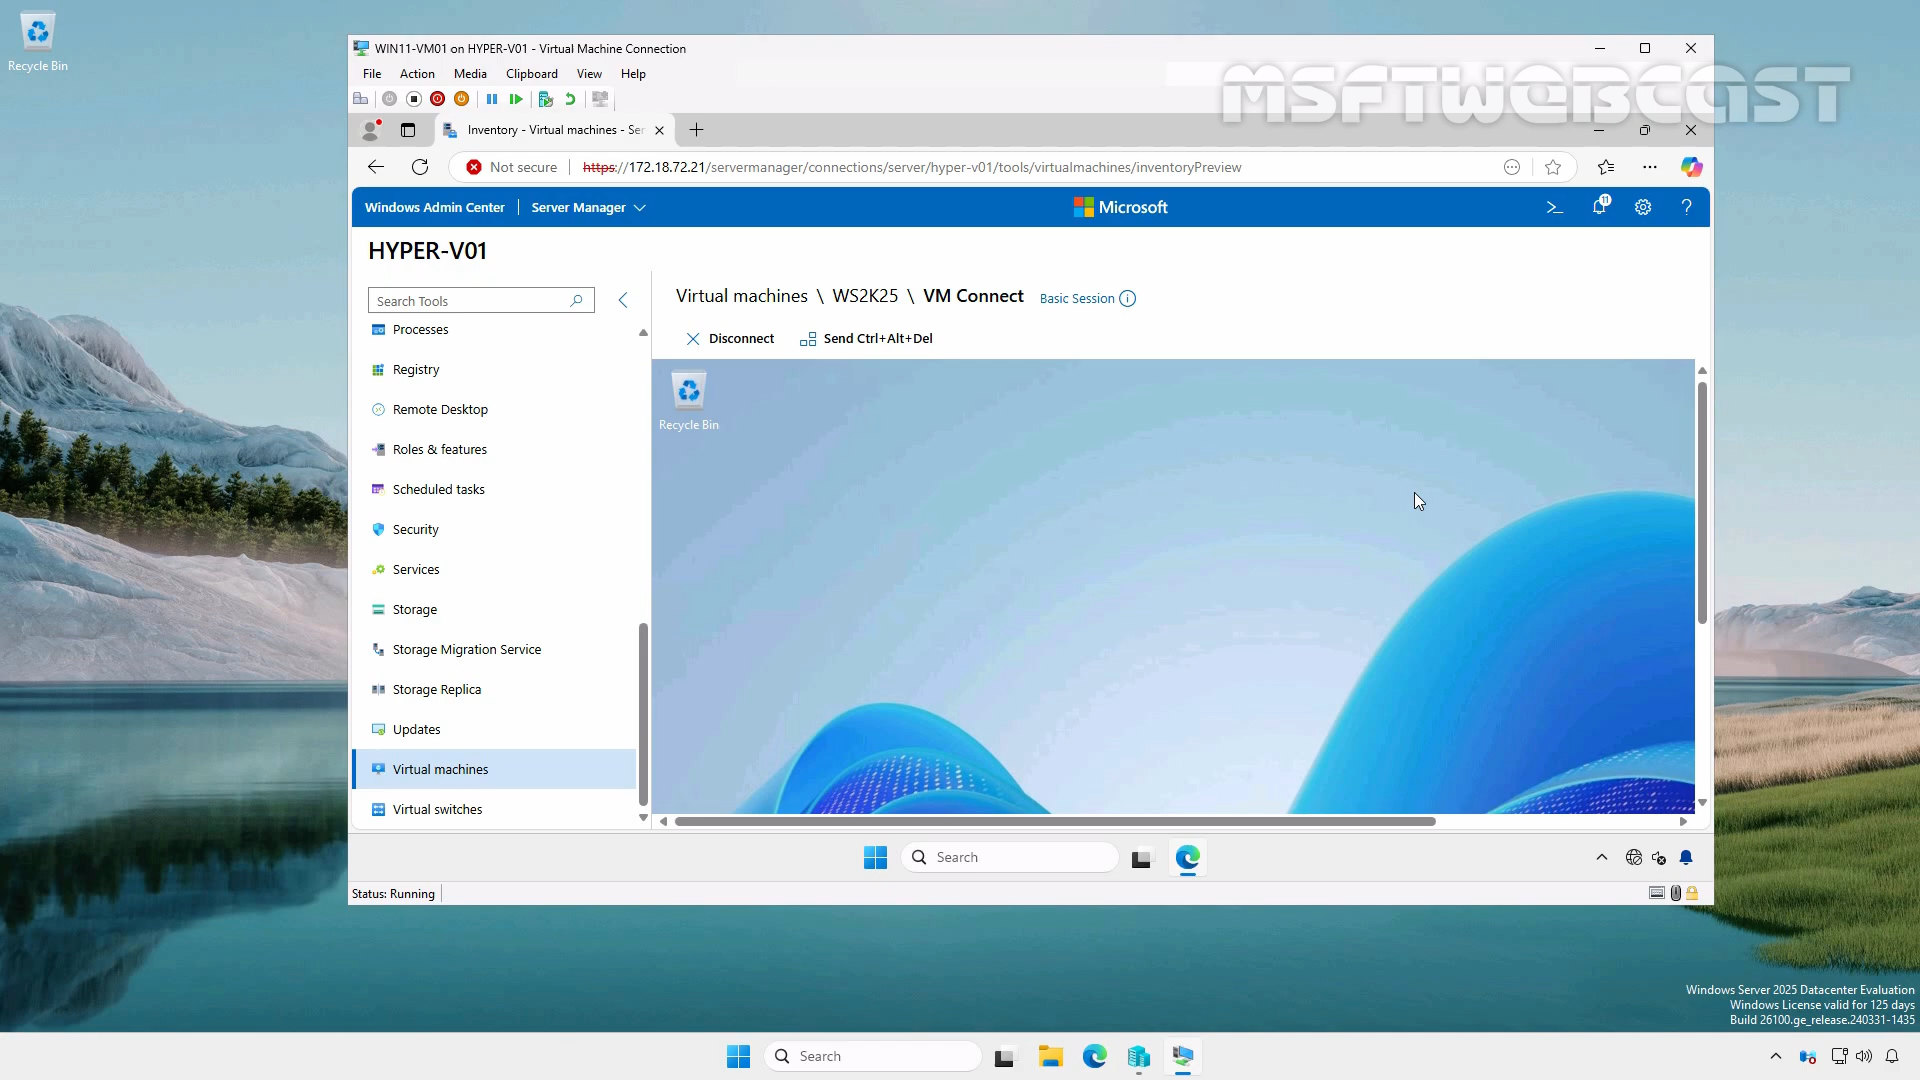 Recycle Bin
WIN11-VM01 on HYPER-V01 - Virtual Machine Connection
File Action Media Clipboard View Help
MSFTWEBCAST
Inventory - Virtual machines - Ser
Not secure https://172.18.72.21/servermanager/connections/server/hyper-v01/tools/virtualmachines/inventoryPreview
Windows Admin Center Server Manager Microsoft 11
HYPER-V01
Search Tools
Virtual machines \ WS2K25 \ VM Connect Basic Session
Disconnect Send Ctrl+Alt+Del
Processes
Registry
Remote Desktop
Roles & features
Scheduled tasks
Security
Services
Storage
Storage Migration Service
Storage Replica
Updates
Virtual machines
Virtual switches
Recycle Bin
Search
Status: Running
Windows Server 2025 Datacenter Evaluation
Windows License valid for 125 days
Build 26100.ge_release.240331-1435
Search